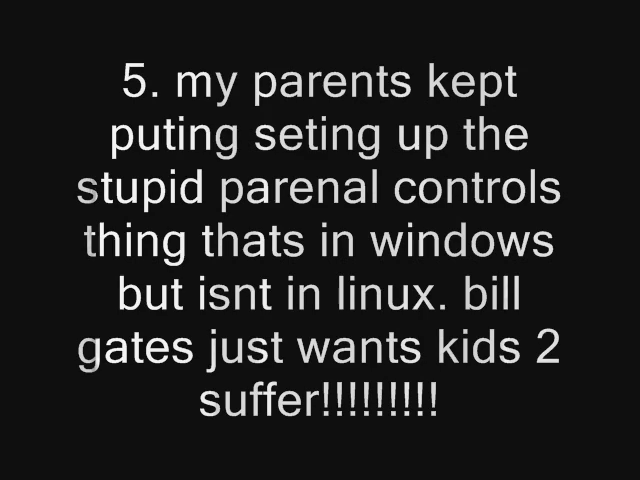 5. my parents kept
puting seting up the
stupid parenal controls
thing thats in windows
but isnt in linux. bill
gates just wants kids 2
suffer!!!!!!!!!